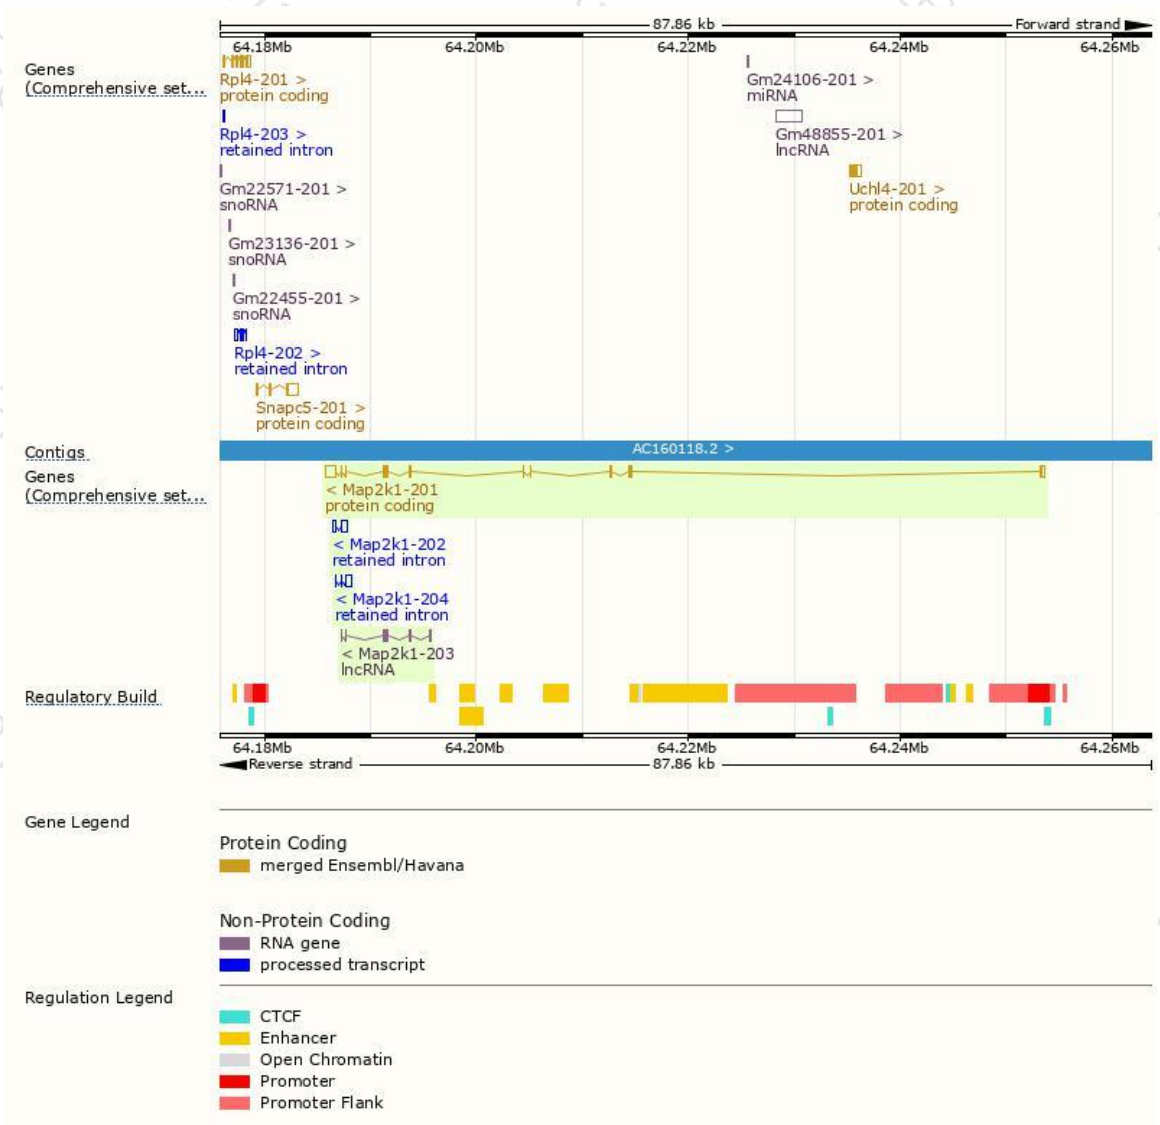 87.86 kb
Forward strand
64.18Mb 64.20Mb 64.22Mb 64.24Mb 64.26Mb
Genes
(Comprehensive set...
Rpl4-201 >
protein coding
Gm24106-201 >
miRNA
Rpl4-203 >
retained intron
Gm48855-201 >
lncRNA
Gm22571-201 >
snoRNA
Uchl4-201 >
protein coding
Gm23136-201 >
snoRNA
Gm22455-201 >
snoRNA
Rpl4-202 >
retained intron
Snapc5-201 >
protein coding
Contigs
AC160118.2 >
Genes
(Comprehensive set...
< Map2k1-201
protein coding
< Map2k1-202
retained intron
< Map2k1-204
retained intron
< Map2k1-203
lncRNA
Regulatory Build
64.18Mb 64.20Mb 64.22Mb 64.24Mb 64.26Mb
Reverse strand
87.86 kb
Gene Legend
Protein Coding
merged Ensembl/Havana
Non-Protein Coding
RNA gene
processed transcript
Regulation Legend
CTCF
Enhancer
Open Chromatin
Promoter
Promoter Flank